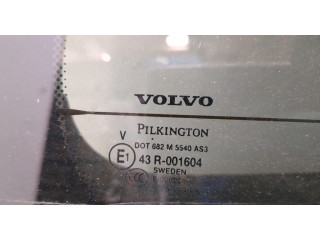 VOLVO
PILKINGTON
V
DOT 682 M 5540 AS3
E1 43 R-001604
SWEDEN